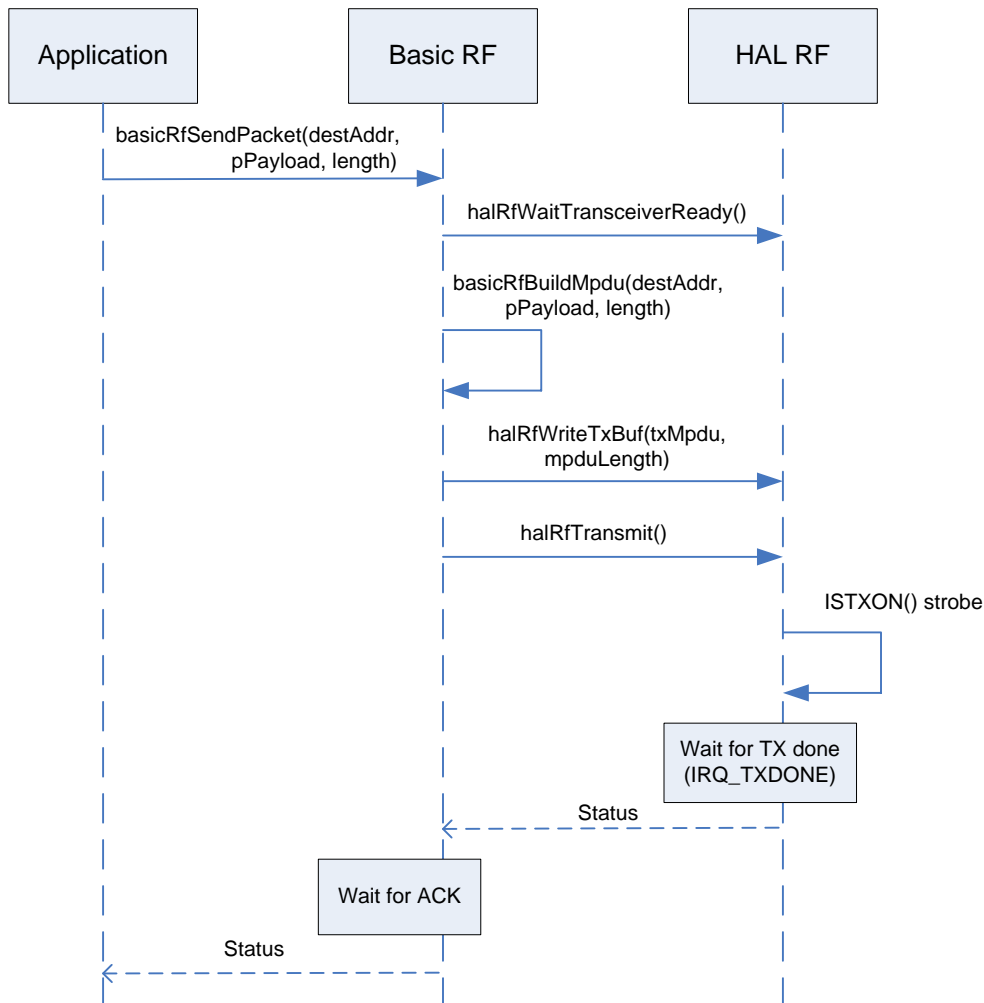 Application
Basic RF
HAL RF
basicRfSendPacket(destAddr,
pPayload, length)
halRfWaitTransceiverReady()
basicRfBuildMpdu(destAddr,
pPayload, length)
halRfWriteTxBuf(txMpdu,
mpduLength)
halRfTransmit()
ISTXON() strobe
Wait for TX done
(IRQ_TXDONE)
Status
Wait for ACK
Status